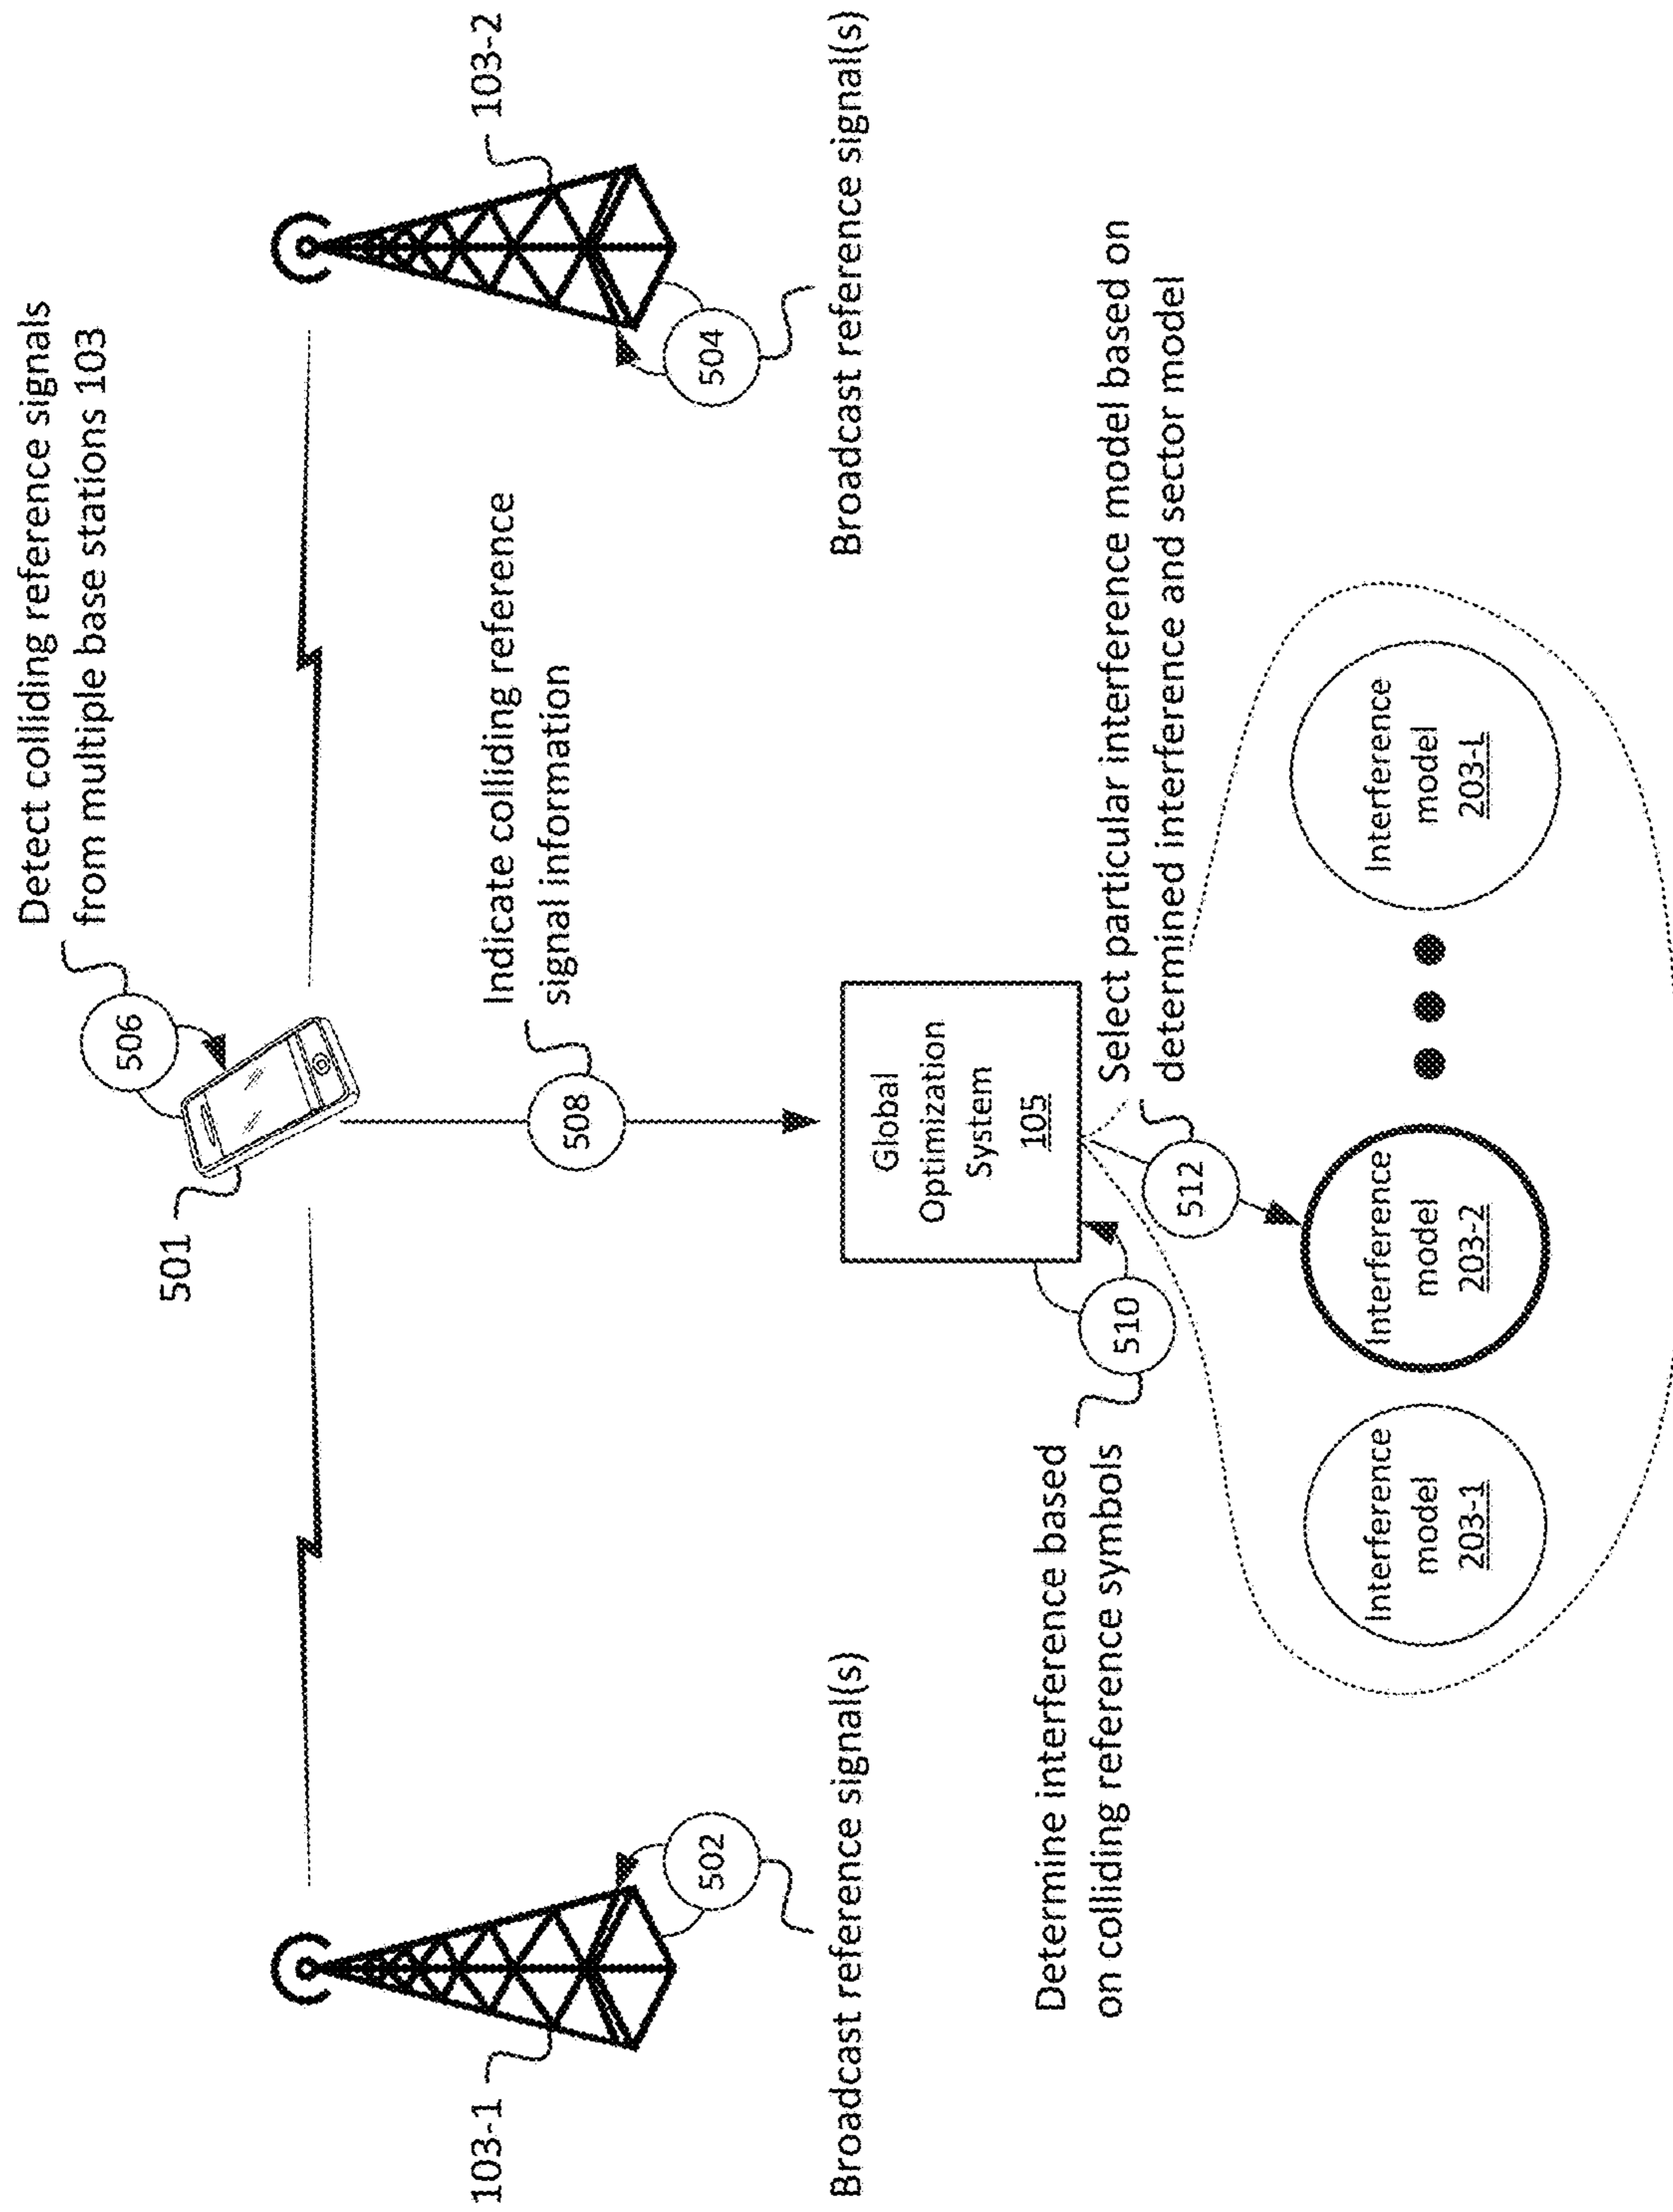 Detect colliding reference signals
from multiple base stations 103
506
501
103-1
103-2
502
Broadcast reference signal(s)
504
Broadcast reference signal(s)
Indicate colliding reference
signal information
508
Global
Optimization
System
105
Determine interference based
on colliding reference symbols
510
512
Select particular interference model based on
determined interference and sector model
Interference
model
203-1
Interference
model
203-2
Interference
model
203-L